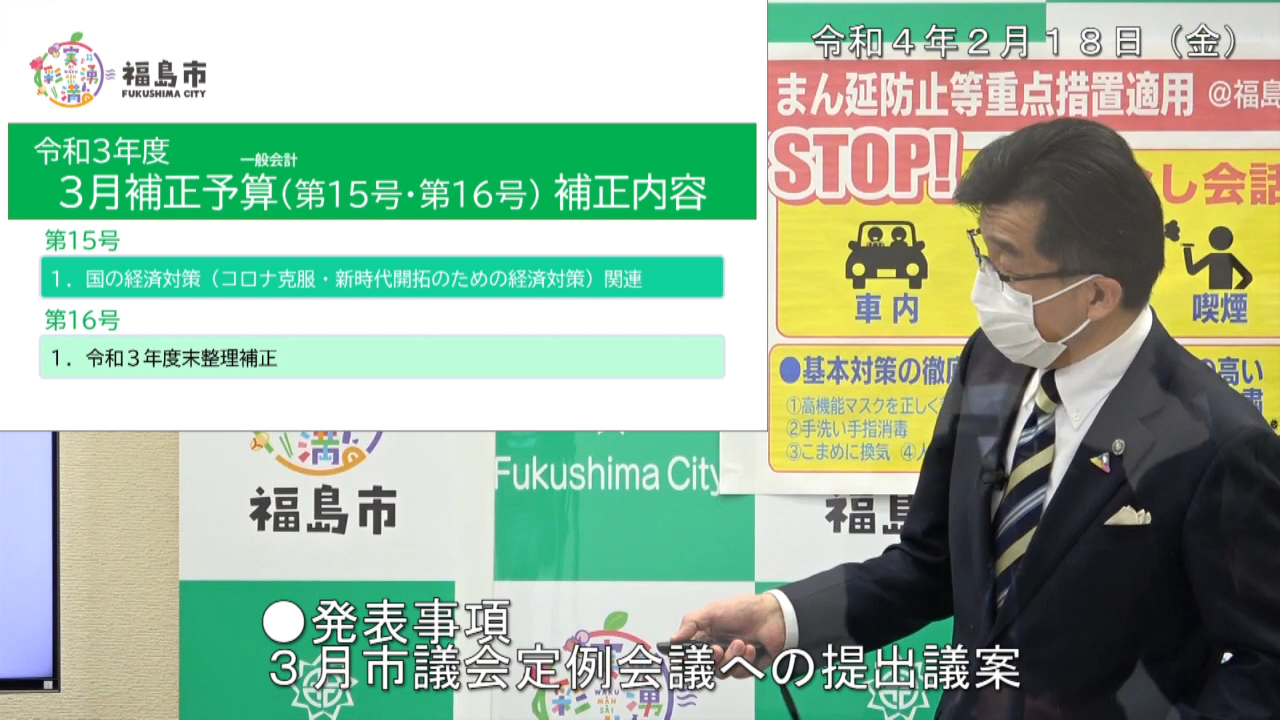 令和４年２月１８日（金）
福島市
FUKUSHIMA CITY
令和３年度
一般会計
３月補正予算（第15号・第16号） 補正内容
第15号
１．国の経済対策（コロナ克服・新時代開拓のための経済対策）関連
第16号
１．令和３年度末整理補正
まん延防止等重点措置適用 @福島
STOP!
し会話
車内
喫煙
●基本対策の徹底
の高い
①高機能マスクを正しく
②手洗い手指消毒
③こまめに換気 ④人
福島市
Fukushima City
福島
●発表事項
３月市議会定例会議への提出議案